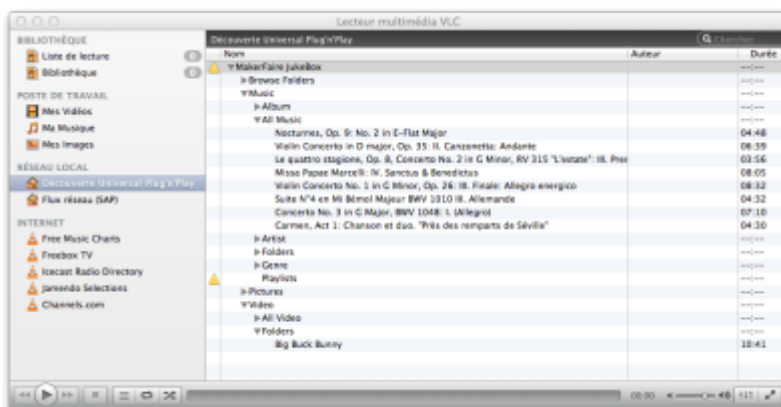 Lecteur multimédia VLC
BIBLIOTHÈQUE
Liste de lecture 0
Bibliothèque 0
POSTE DE TRAVAIL
Mes Vidéos
Ma Musique
Mes Images
RÉSEAU LOCAL
Découverte Universal Plug'n'Play
Flux réseau (SAP)
INTERNET
Free Music Charts
Freebox TV
Icecast Radio Directory
Jamendo Selections
Channels.com
Découverte Universal Plug'n'Play Chercher
Nom Auteur Durée
MakerFaire JukeBox --:--
Browse Folders --:--
Music --:--
Album --:--
All Music --:--
Nocturnes, Op. 9: No. 2 in E-Flat Major 04:48
Violin Concerto in D major, Op. 35: II. Canzonetta: Andante 06:39
Le quattro stagione, Op. 8, Concerto No. 2 in G Minor, RV 315 "L'estate": III. Pres 03:56
Missa Papae Marcelli: IV. Sanctus & Benedictus 08:05
Violin Concerto No. 1 in G Minor, Op. 26: III. Finale: Allegro energico 08:32
Suite N°4 en Mi Bémol Majeur BWV 1010 III. Allemande 04:32
Concerto No. 3 in G Major, BWV 1048: I. (Allegro) 07:10
Carmen, Act 1: Chanson et duo. "Près des remparts de Séville" 04:30
Artist --:--
Folders --:--
Genre --:--
Playlists --:--
Pictures --:--
Video --:--
All Video --:--
Folders --:--
Big Buck Bunny 10:41
00:00